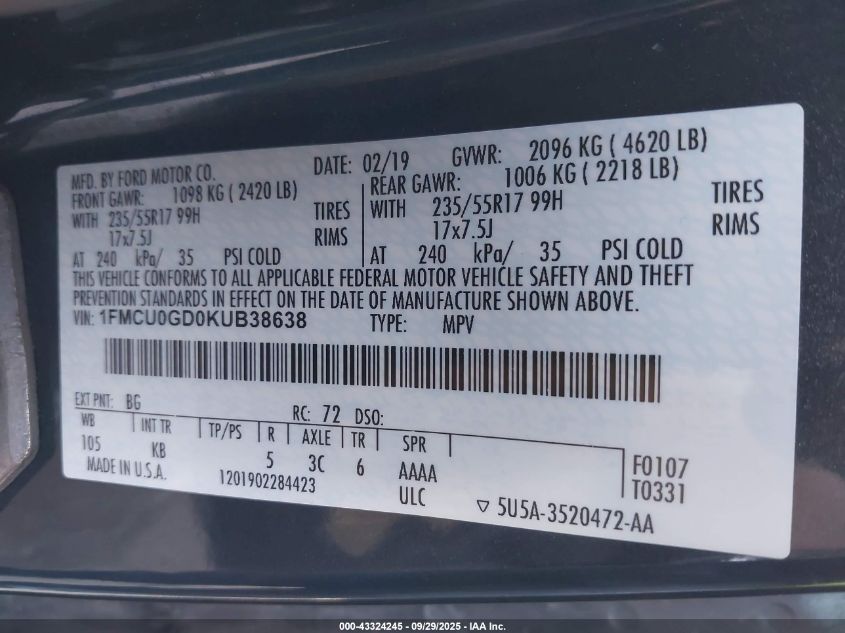 MFD. BY FORD MOTOR CO. DATE: 02/19 GVWR: 2096 KG ( 4620 LB)
FRONT GAWR: 1098 KG ( 2420 LB) REAR GAWR: 1006 KG ( 2218 LB)
WITH 235/55R17 99H TIRES WITH 235/55R17 99H TIRES
17x7.5J RIMS 17x7.5J RIMS
AT 240 kPa/ 35 PSI COLD AT 240 kPa/ 35 PSI COLD
THIS VEHICLE CONFORMS TO ALL APPLICABLE FEDERAL MOTOR VEHICLE SAFETY AND THEFT
PREVENTION STANDARDS IN EFFECT ON THE DATE OF MANUFACTURE SHOWN ABOVE.
VIN: 1FMCU0GD0KUB38638 TYPE: MPV
EXT PNT: BG RC: 72 DSO:
WB INT TR TP/PS R AXLE TR SPR
105 KB 5 3C 6 AAAA F0107
MADE IN U.S.A. 1201902284423 ULC T0331
▽ 5U5A-3520472-AA
000-43324245 - 09/29/2025 - IAA Inc.